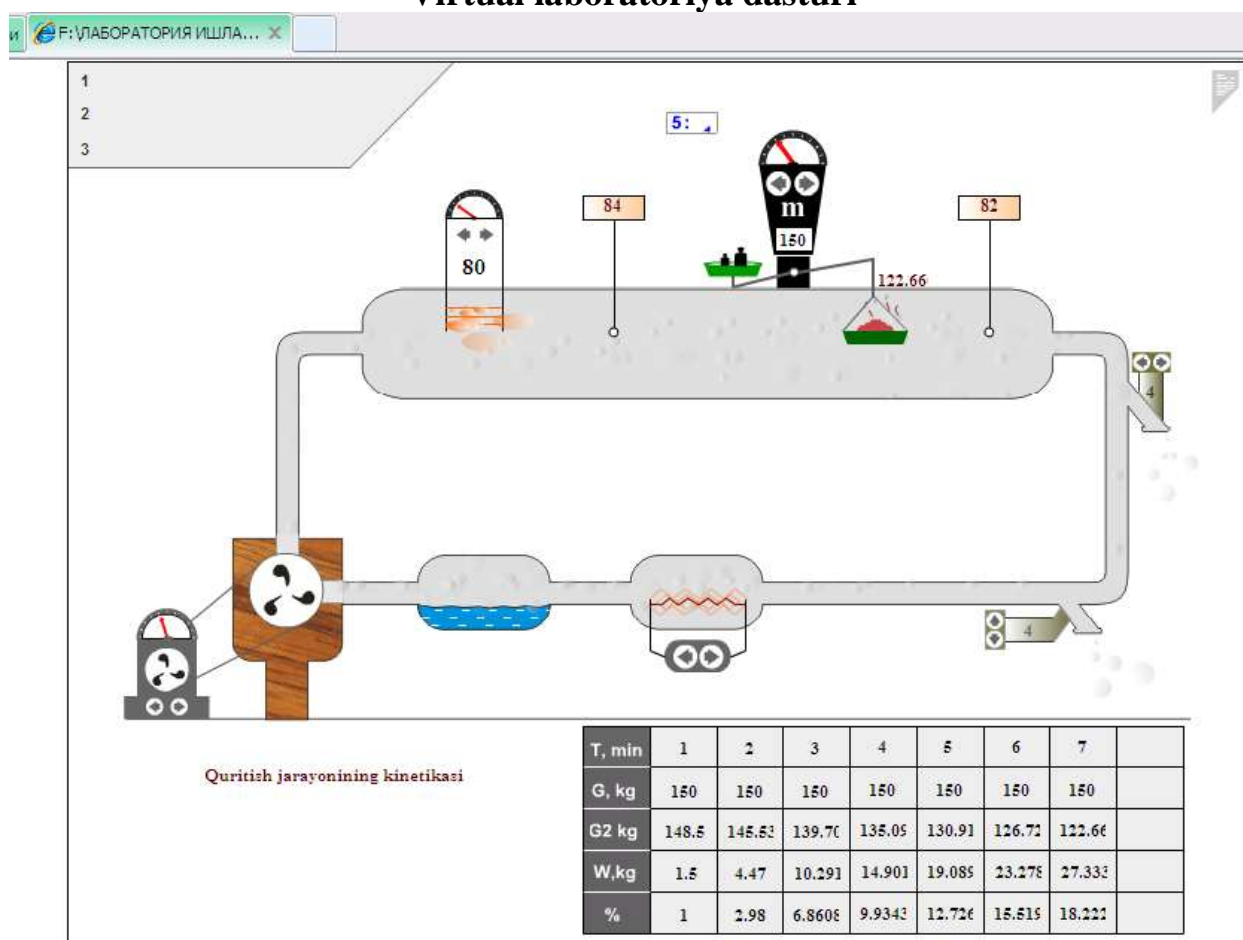 Virtual laboratoriya dasturi
и F:\ЛАБОРАТОРИЯ ИШЛА... X
1
2
3
5:
84
82
m
150
80
122.66
4
4
Quritish jarayonining kinetikasi
T, min 1 2 3 4 5 6 7
G, kg 150 150 150 150 150 150 150
G2 kg 148.5 145.53 139.70 135.09 130.91 126.72 122.66
W,kg 1.5 4.47 10.291 14.901 19.089 23.278 27.333
% 1 2.98 6.8608 9.9343 12.726 15.519 18.222